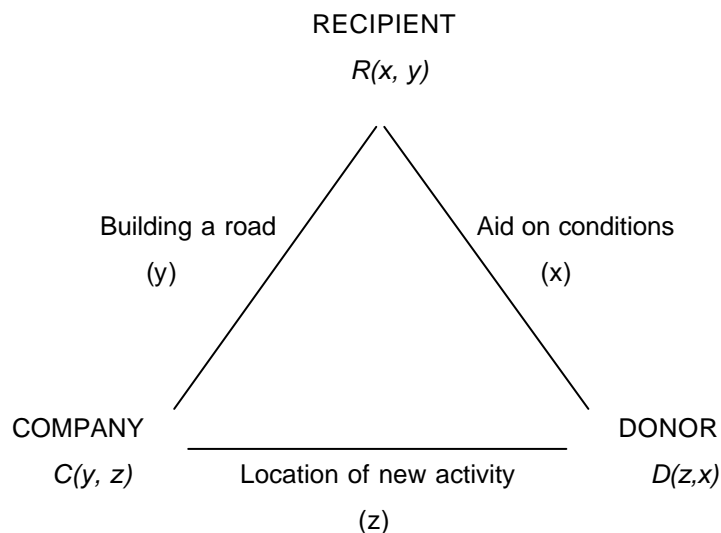 RECIPIENT
R(x, y)
Building a road
(y)
Aid on conditions
(x)
COMPANY
C(y, z)
Location of new activity
(z)
DONOR
D(z,x)